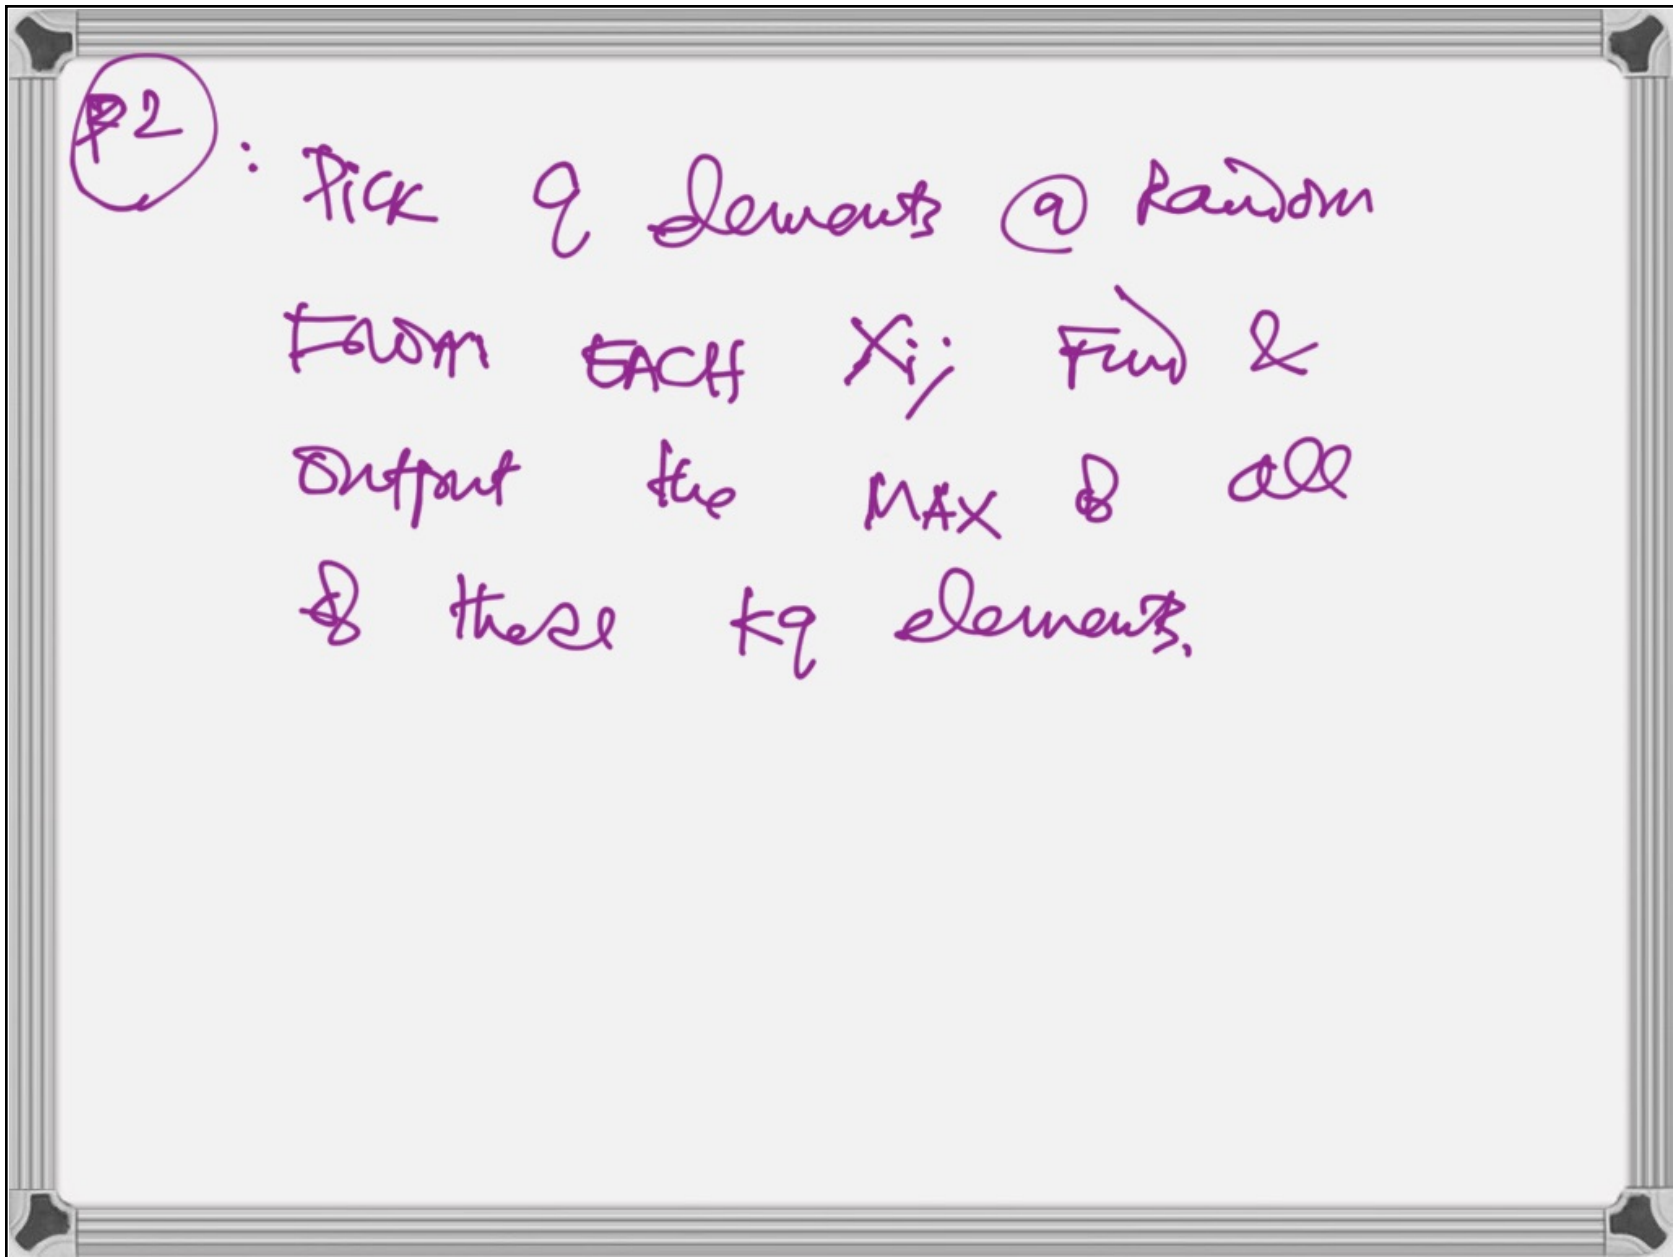 P2 : Pick q elements @ Random
From EACH Xi; Find &
output the MAX of all
of these kq elements.